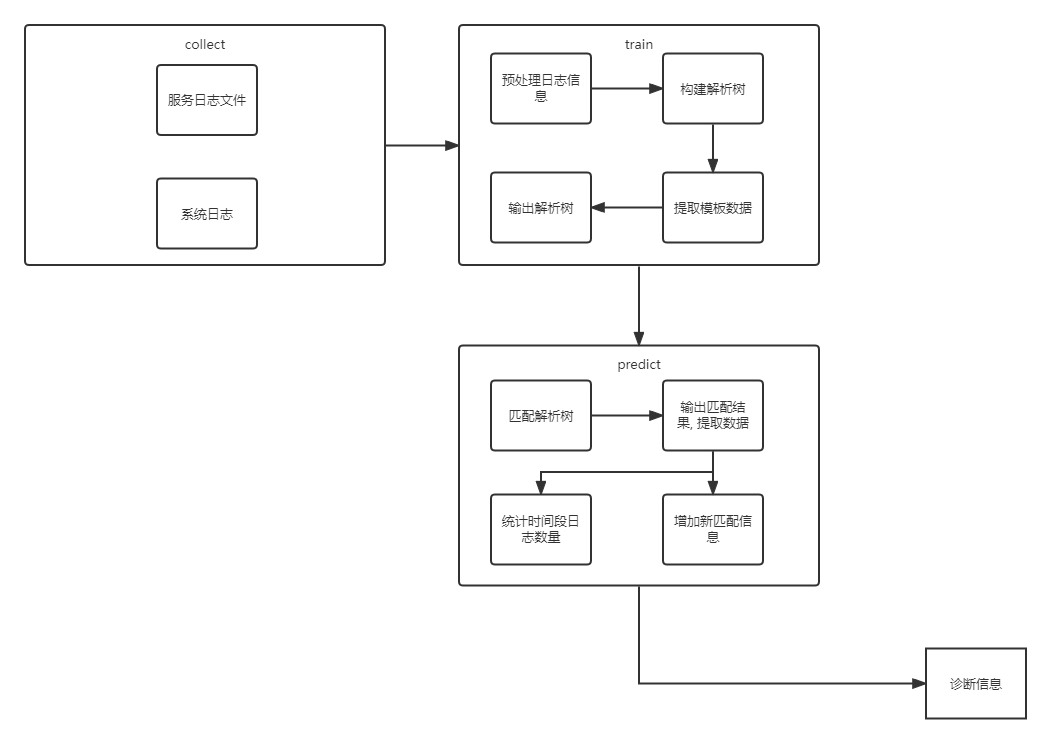 collect
服务日志文件
系统日志
train
预处理日志信
息
构建解析树
输出解析树
提取模板数据
predict
匹配解析树
输出匹配结
果, 提取数据
统计时间段日
志数量
增加新匹配信
息
诊断信息